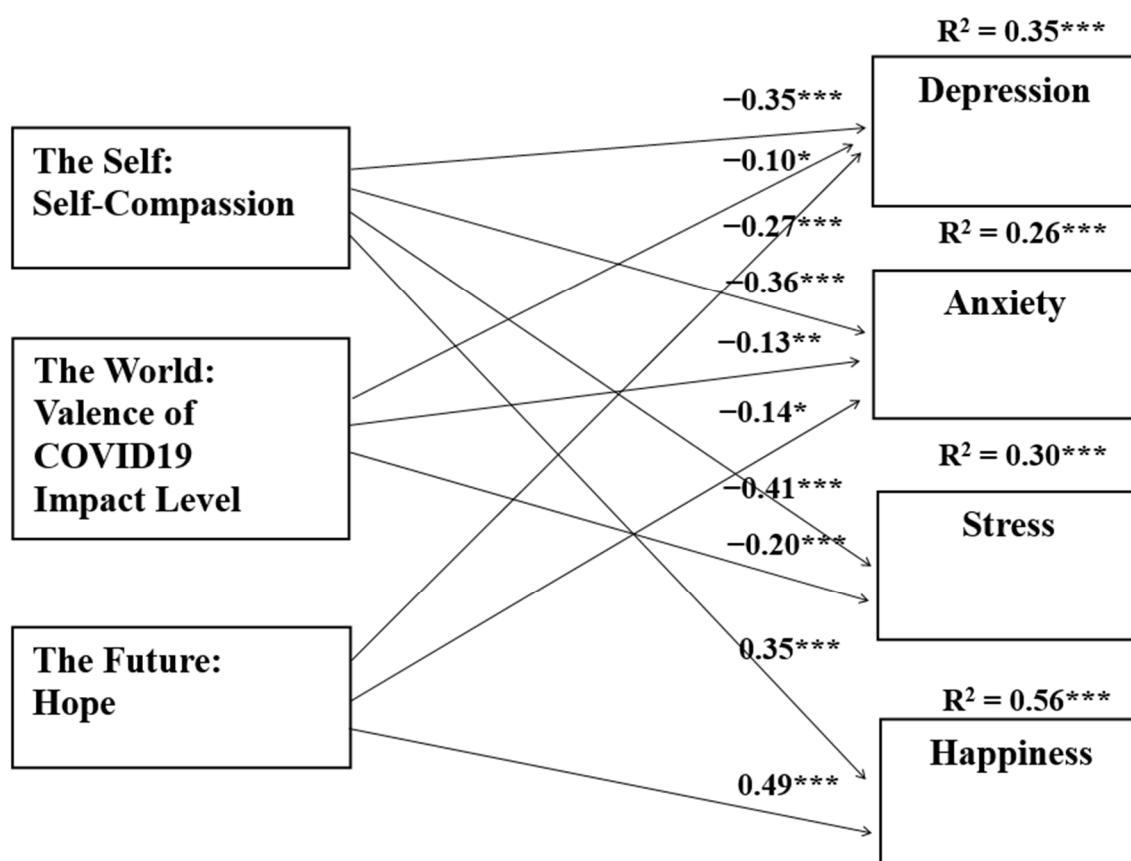 The Self:
Self-Compassion
The World:
Valence of
COVID19
Impact Level
The Future:
Hope
−0.35***
−0.10*
−0.27***
−0.36***
−0.13**
−0.14*
−0.41***
−0.20***
0.35***
0.49***
R² = 0.35***
Depression
R² = 0.26***
Anxiety
R² = 0.30***
Stress
R² = 0.56***
Happiness